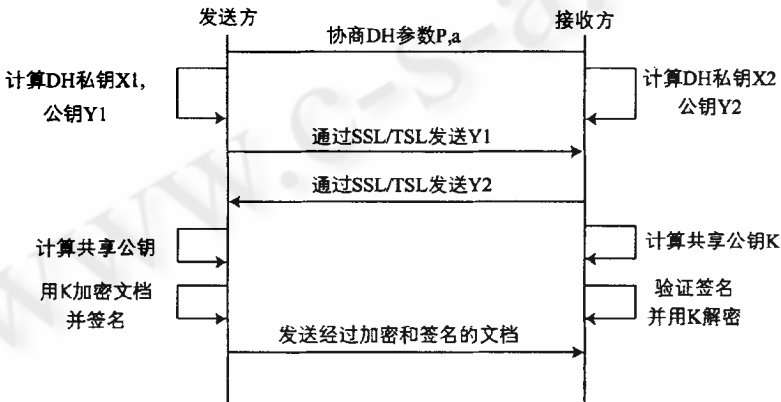 发送方
接收方
协商DH参数P,a
计算DH私钥X1,
公钥Y1
计算DH私钥X2
公钥Y2
通过SSL/TSL发送Y1
通过SSL/TSL发送Y2
计算共享公钥
计算共享公钥K
用K加密文档
并签名
验证签名
并用K解密
发送经过加密和签名的文档
www.c-s-a.